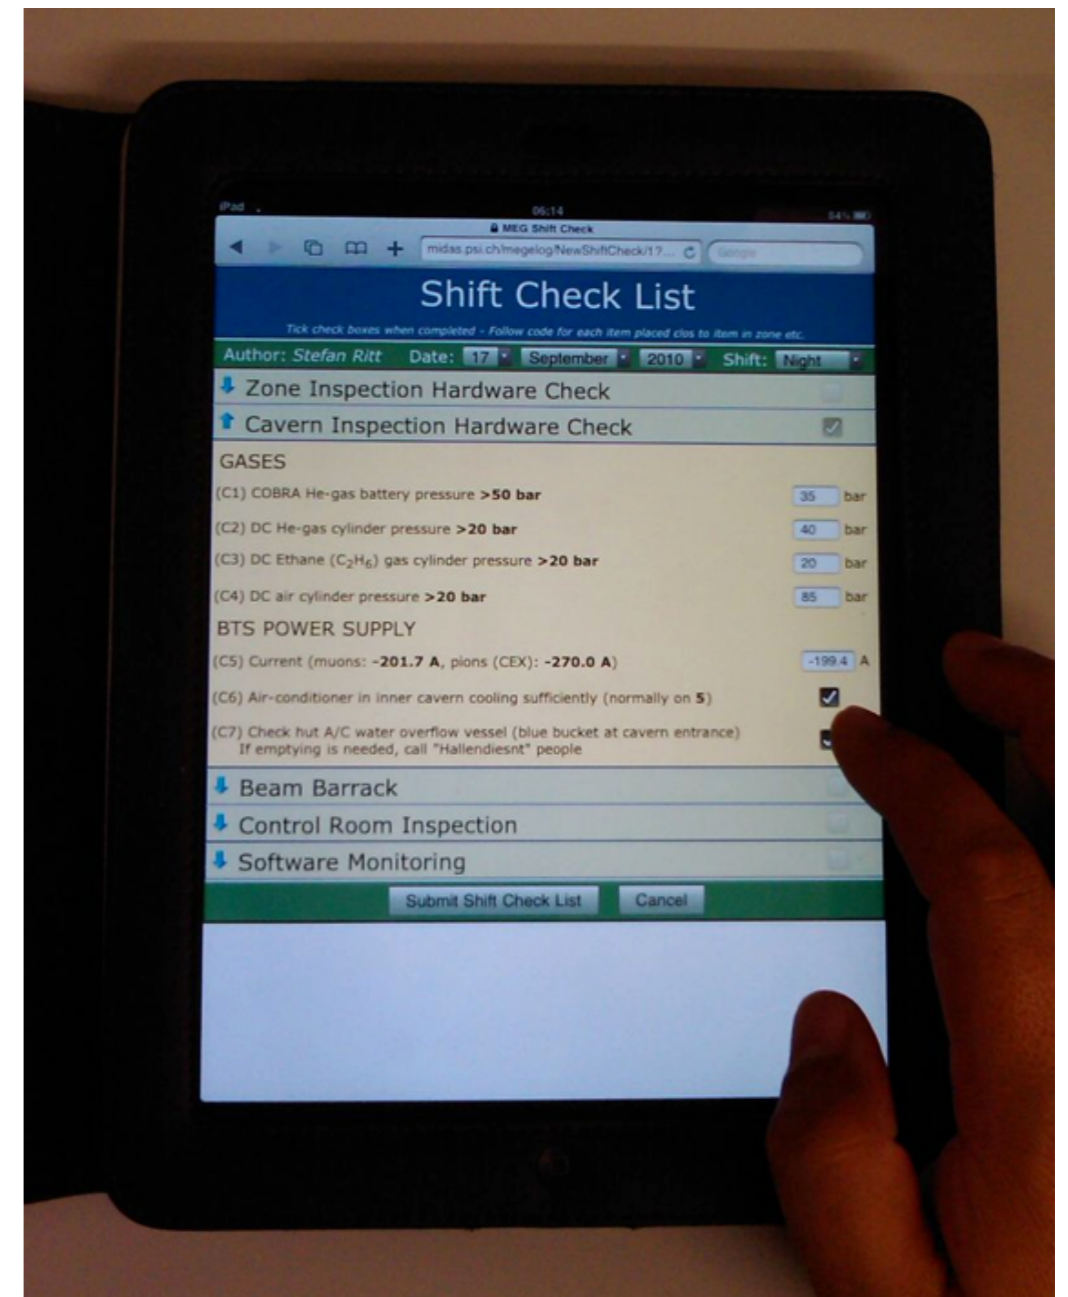 iPad 06:14 54%
MEG Shift Check
midas.psi.ch/megelog/NewShiftCheck/1?... Google
Shift Check List
Tick check boxes when completed - Follow code for each item placed clos to item in zone etc.
Author: Stefan Ritt Date: 17 September 2010 Shift: Night
Zone Inspection Hardware Check
Cavern Inspection Hardware Check
GASES
(C1) COBRA He-gas battery pressure >50 bar 35 bar
(C2) DC He-gas cylinder pressure >20 bar 40 bar
(C3) DC Ethane (C₂H₆) gas cylinder pressure >20 bar 20 bar
(C4) DC air cylinder pressure >20 bar 85 bar
BTS POWER SUPPLY
(C5) Current (muons: -201.7 A, pions (CEX): -270.0 A) -199.4 A
(C6) Air-conditioner in inner cavern cooling sufficiently (normally on 5)
(C7) Check hut A/C water overflow vessel (blue bucket at cavern entrance)
If emptying is needed, call "Hallendiesnt" people
Beam Barrack
Control Room Inspection
Software Monitoring
Submit Shift Check List Cancel